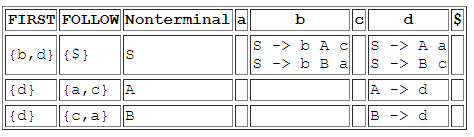 FIRST FOLLOW Nonterminal a b c d $
{b,d} {$} S S -> b A c S -> A a
S -> b B a S -> B c
{d} {a,c} A A -> d
{d} {c,a} B B -> d